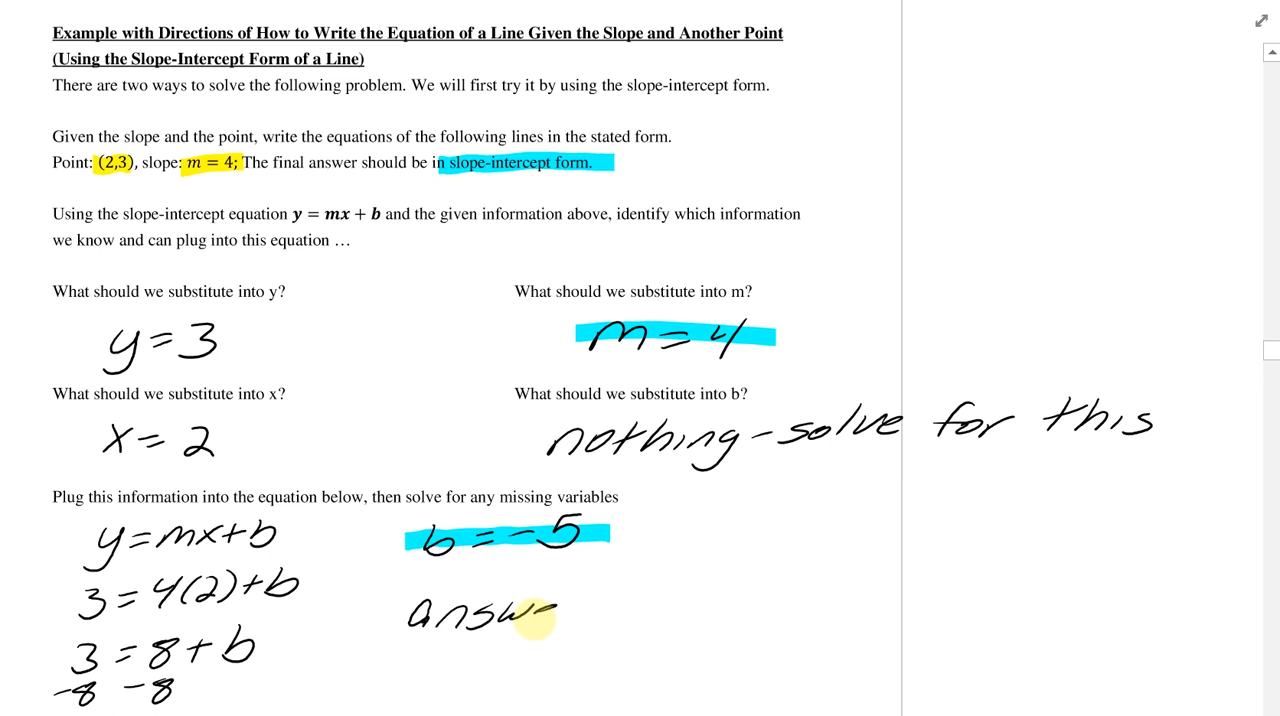 Example with Directions of How to Write the Equation of a Line Given the Slope and Another Point
(Using the Slope-Intercept Form of a Line)
There are two ways to solve the following problem. We will first try it by using the slope-intercept form.
Given the slope and the point, write the equations of the following lines in the stated form.
Point: (2,3), slope: m = 4; The final answer should be in slope-intercept form.
Using the slope-intercept equation y = mx + b and the given information above, identify which information
we know and can plug into this equation …
What should we substitute into y?
What should we substitute into m?
y = 3
m = 4
What should we substitute into x?
What should we substitute into b?
x = 2
nothing - solve for this
Plug this information into the equation below, then solve for any missing variables
y = mx + b
b = -5
3 = 4(2) + b
answ
3 = 8 + b
-8 -8